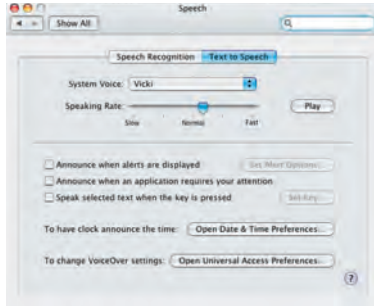 Speech
Show All
Speech Recognition Text to Speech
System Voice: Vicki
Speaking Rate:
Slow Normal Fast
Play
Announce when alerts are displayed Set Alert Options...
Announce when an application requires your attention
Speak selected text when the key is pressed Set Key...
To have clock announce the time: Open Date & Time Preferences...
To change VoiceOver settings: Open Universal Access Preferences...
?